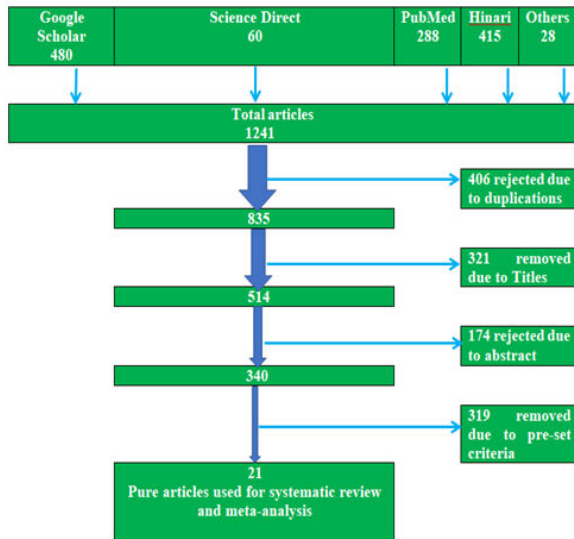 Google
Scholar
480
Science Direct
60
PubMed
288
Hinari
415
Others
28
Total articles
1241
406 rejected due
to duplications
835
321 removed
due to Titles
514
174 rejected due
to abstract
340
319 removed
due to pre-set
criteria
21
Pure articles used for systematic review
and meta-analysis